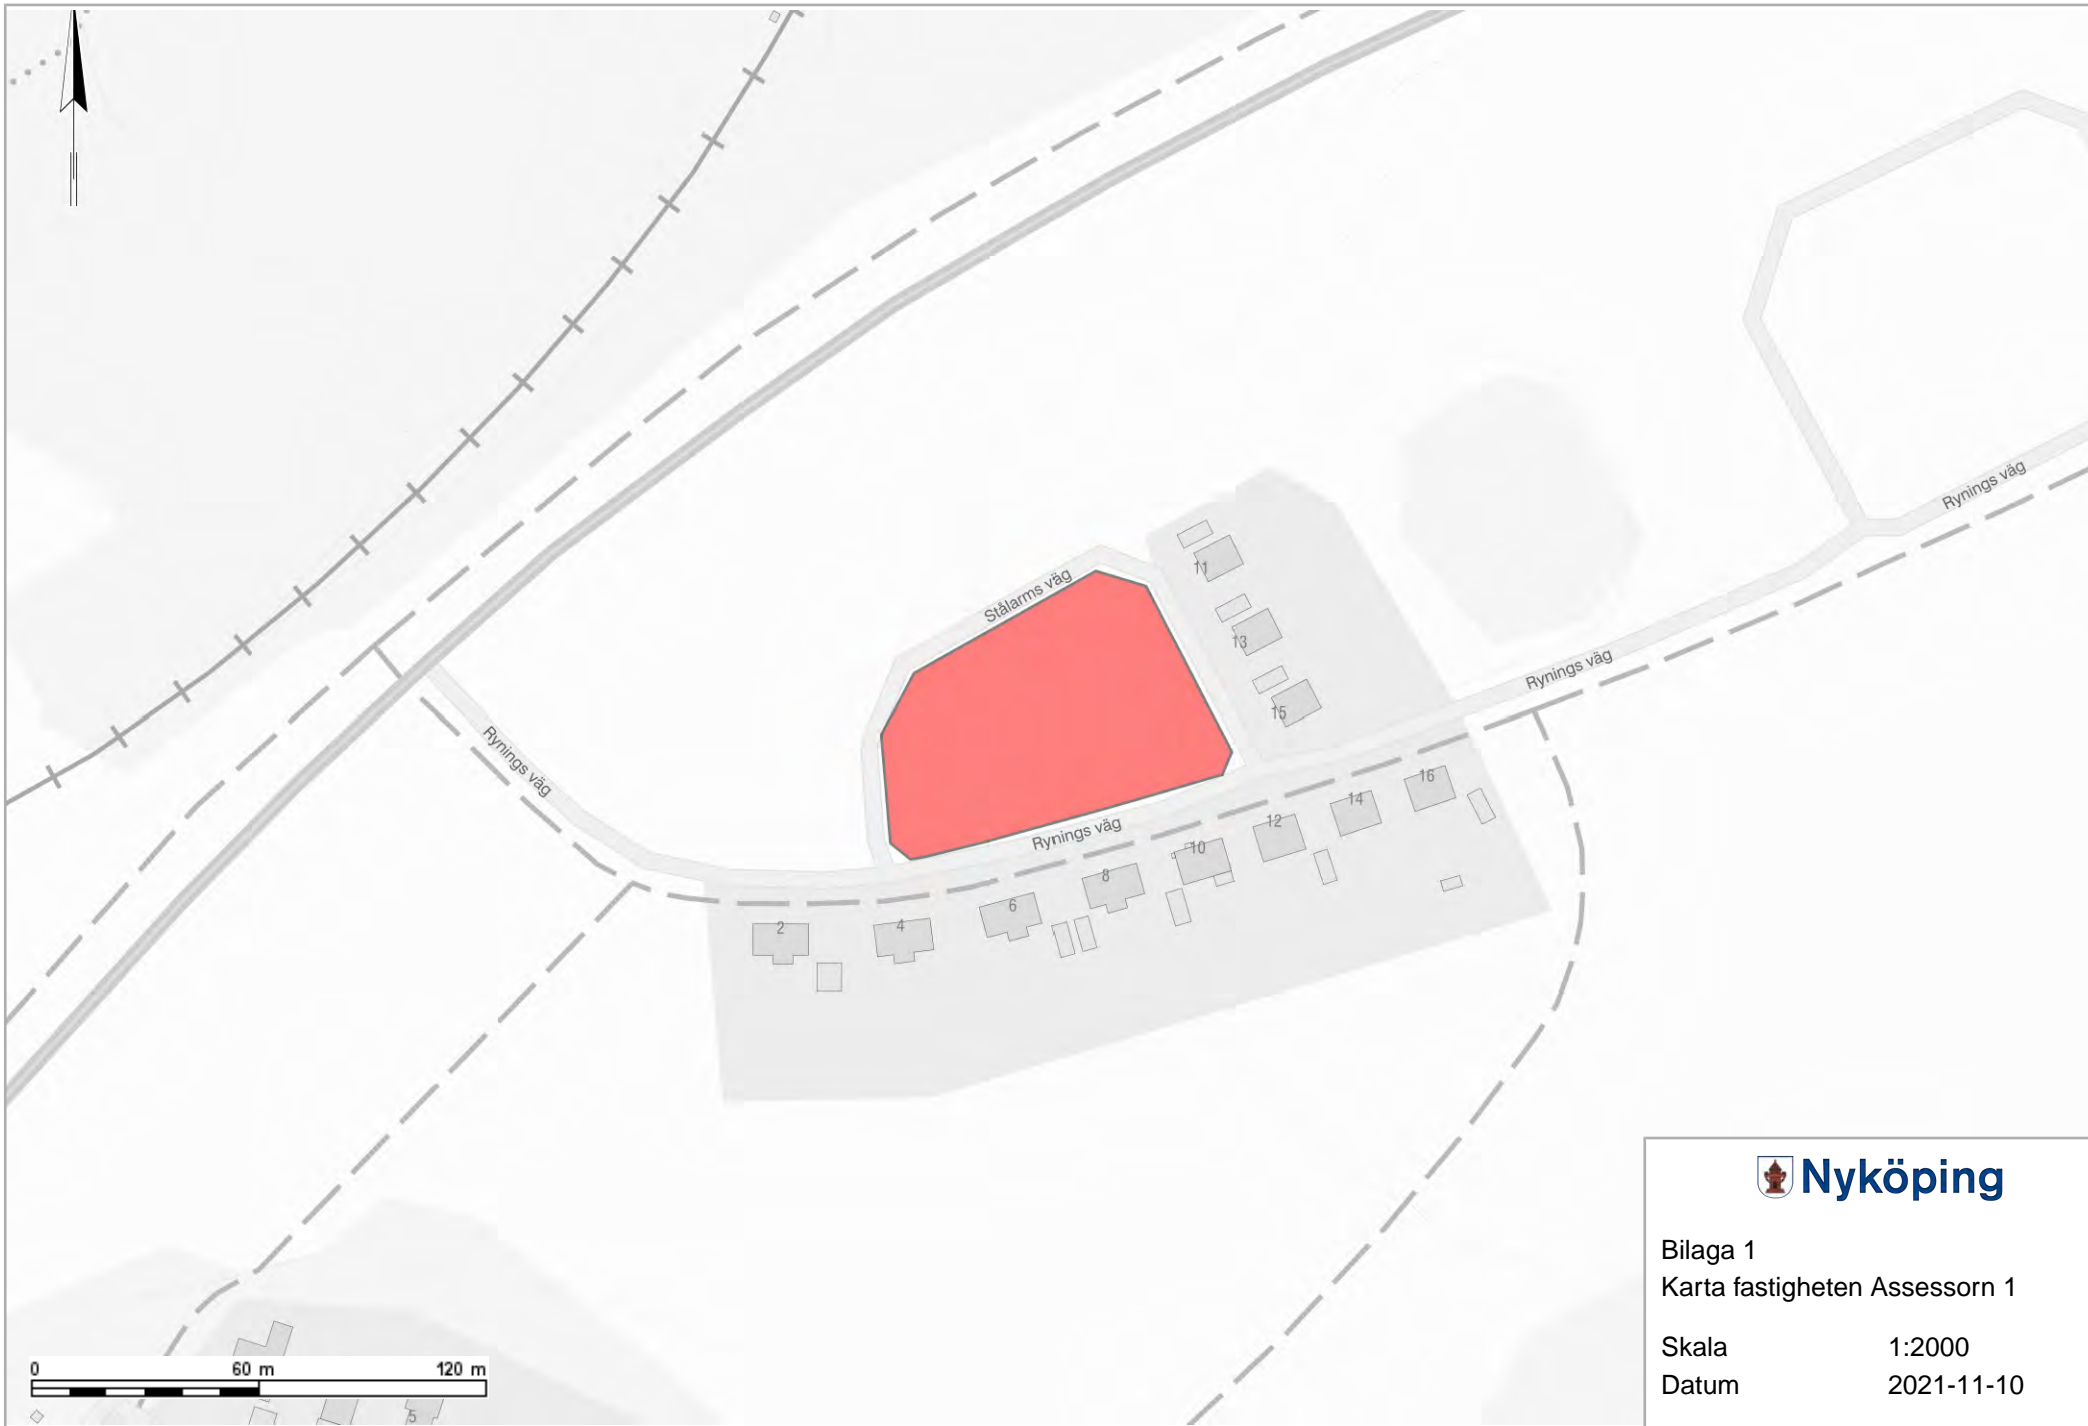 Rynings väg
Stålarms väg
11
13
Rynings väg
15
Rynings väg
Rynings väg
16
14
12
10
8
6
4
2
Nyköping
Bilaga 1
Karta fastigheten Assessorn 1
Skala 1:2000
Datum 2021-11-10
0 60 m 120 m
5